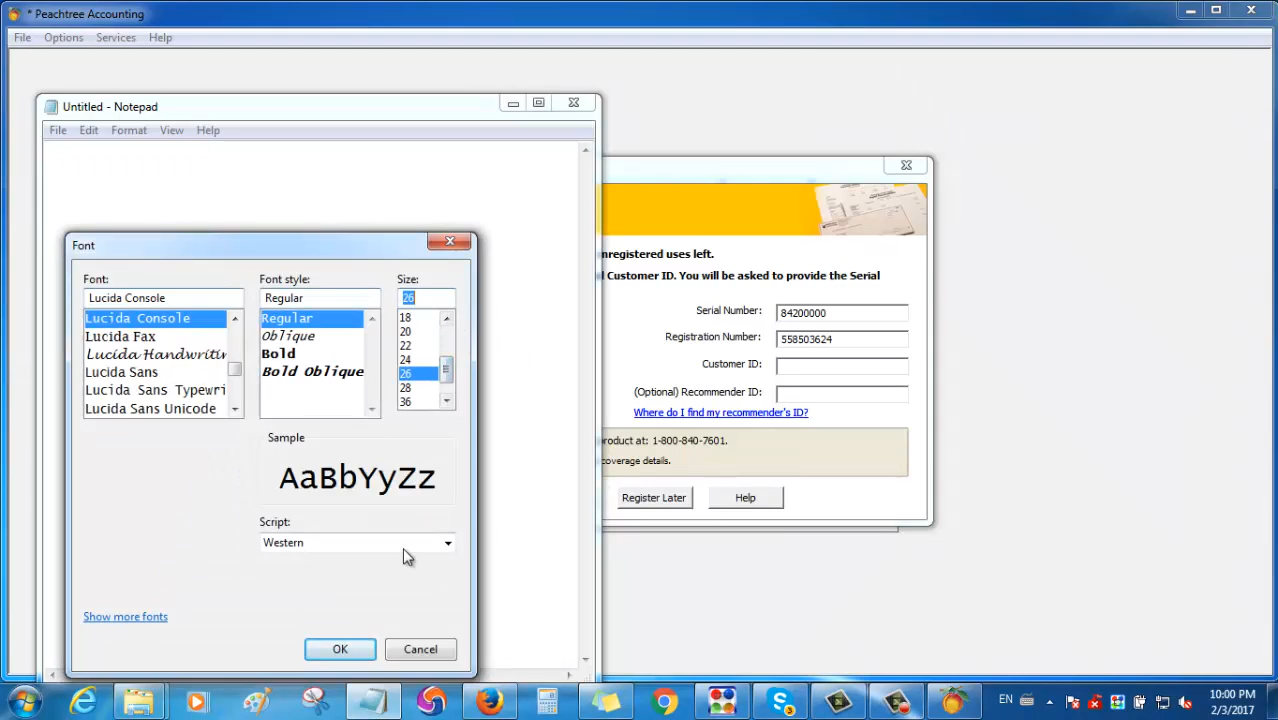 * Peachtree Accounting
File Options Services Help
Untitled - Notepad
File Edit Format View Help
Font
Font: Font style: Size:
Lucida Console Regular 26
Lucida Console Regular 18
Lucida Fax Oblique 20
Lucida Handwritin Bold 22
Lucida Sans Bold Oblique 24
Lucida Sans Typewri 26
Lucida Sans Unicode 28
36
Sample
AaBbYyZz
Script:
Western
Show more fonts
OK Cancel
nregistered uses left.
l Customer ID. You will be asked to provide the Serial
Serial Number: 84200000
Registration Number: 558503624
Customer ID:
(Optional) Recommender ID:
Where do I find my recommender's ID?
product at: 1-800-840-7601.
coverage details.
Register Later Help
EN 10:00 PM
2/3/2017